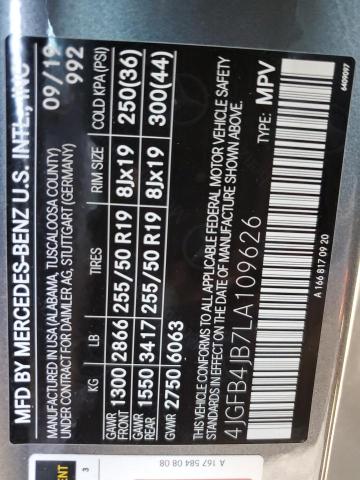 MFD BY MERCEDES-BENZ U.S. INTL., INC 09/19
MANUFACTURED IN USA (ALABAMA, TUSCALOOSA COUNTY) 992
UNDER CONTRACT FOR DAIMLER AG, STUTTGART (GERMANY)
KG LB TIRES RIM SIZE COLD KPA(PSI)
GAWR FRONT 1300 2866 255/50 R19 8Jx19 250(36)
GAWR REAR 1550 3417 255/50 R19 8Jx19 300(44)
GVWR 2750 6063
THIS VEHICLE CONFORMS TO ALL APPLICABLE FEDERAL MOTOR VEHICLE SAFETY
STANDARDS IN EFFECT ON THE DATE OF MANUFACTURE SHOWN ABOVE.
4JGFB4JB7LA109626 TYPE: MPV
A 166 817 09 20
6409097
3
A 167 584 08 08